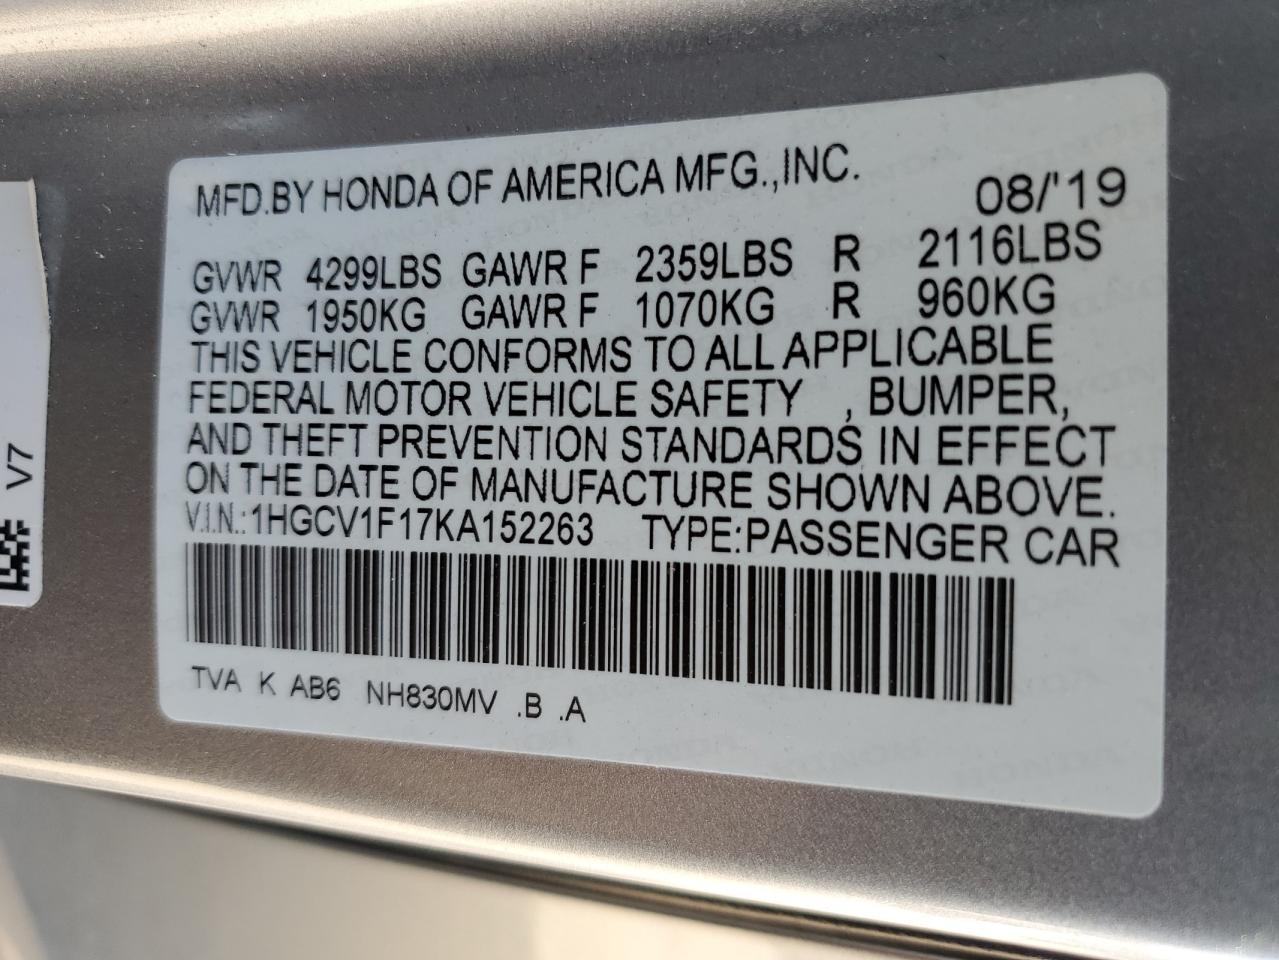 MFD.BY HONDA OF AMERICA MFG.,INC. 08/'19
GVWR 4299LBS GAWR F 2359LBS R 2116LBS
GVWR 1950KG GAWR F 1070KG R 960KG
THIS VEHICLE CONFORMS TO ALL APPLICABLE
FEDERAL MOTOR VEHICLE SAFETY , BUMPER,
AND THEFT PREVENTION STANDARDS IN EFFECT
ON THE DATE OF MANUFACTURE SHOWN ABOVE.
V.I.N.:1HGCV1F17KA152263 TYPE:PASSENGER CAR
TVA K AB6 NH830MV .B .A
V7